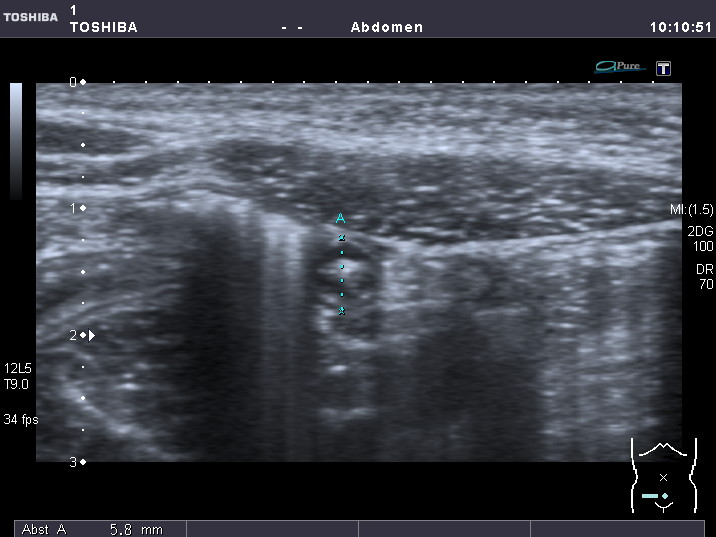 TOSHIBA
1
TOSHIBA - - Abdomen 10:10:51
aPure T
0
A
1
MI:(1.5)
2DG
100
DR
70
2
12L5
T9.0
34 fps
3
Abst A 5.8 mm